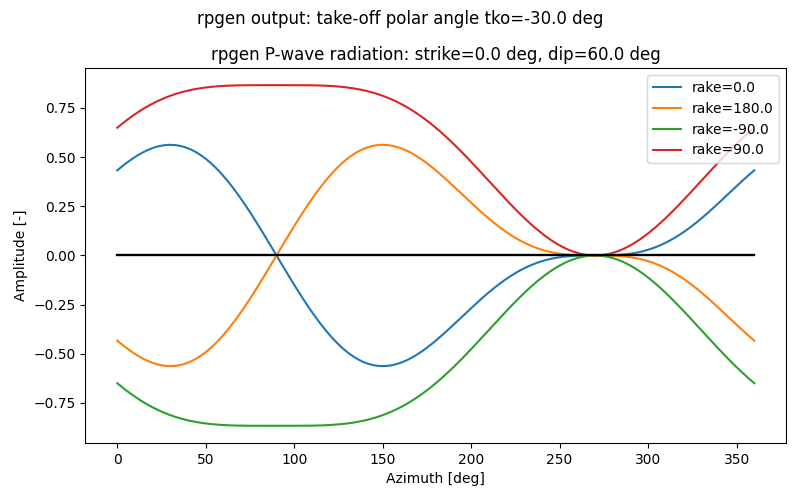 rpgen output: take-off polar angle tko=-30.0 deg
rpgen P-wave radiation: strike=0.0 deg, dip=60.0 deg
rake=0.0
rake=180.0
rake=-90.0
rake=90.0
Amplitude [-]
0.75
0.50
0.25
0.00
−0.25
−0.50
−0.75
0 50 100 150 200 250 300 350
Azimuth [deg]